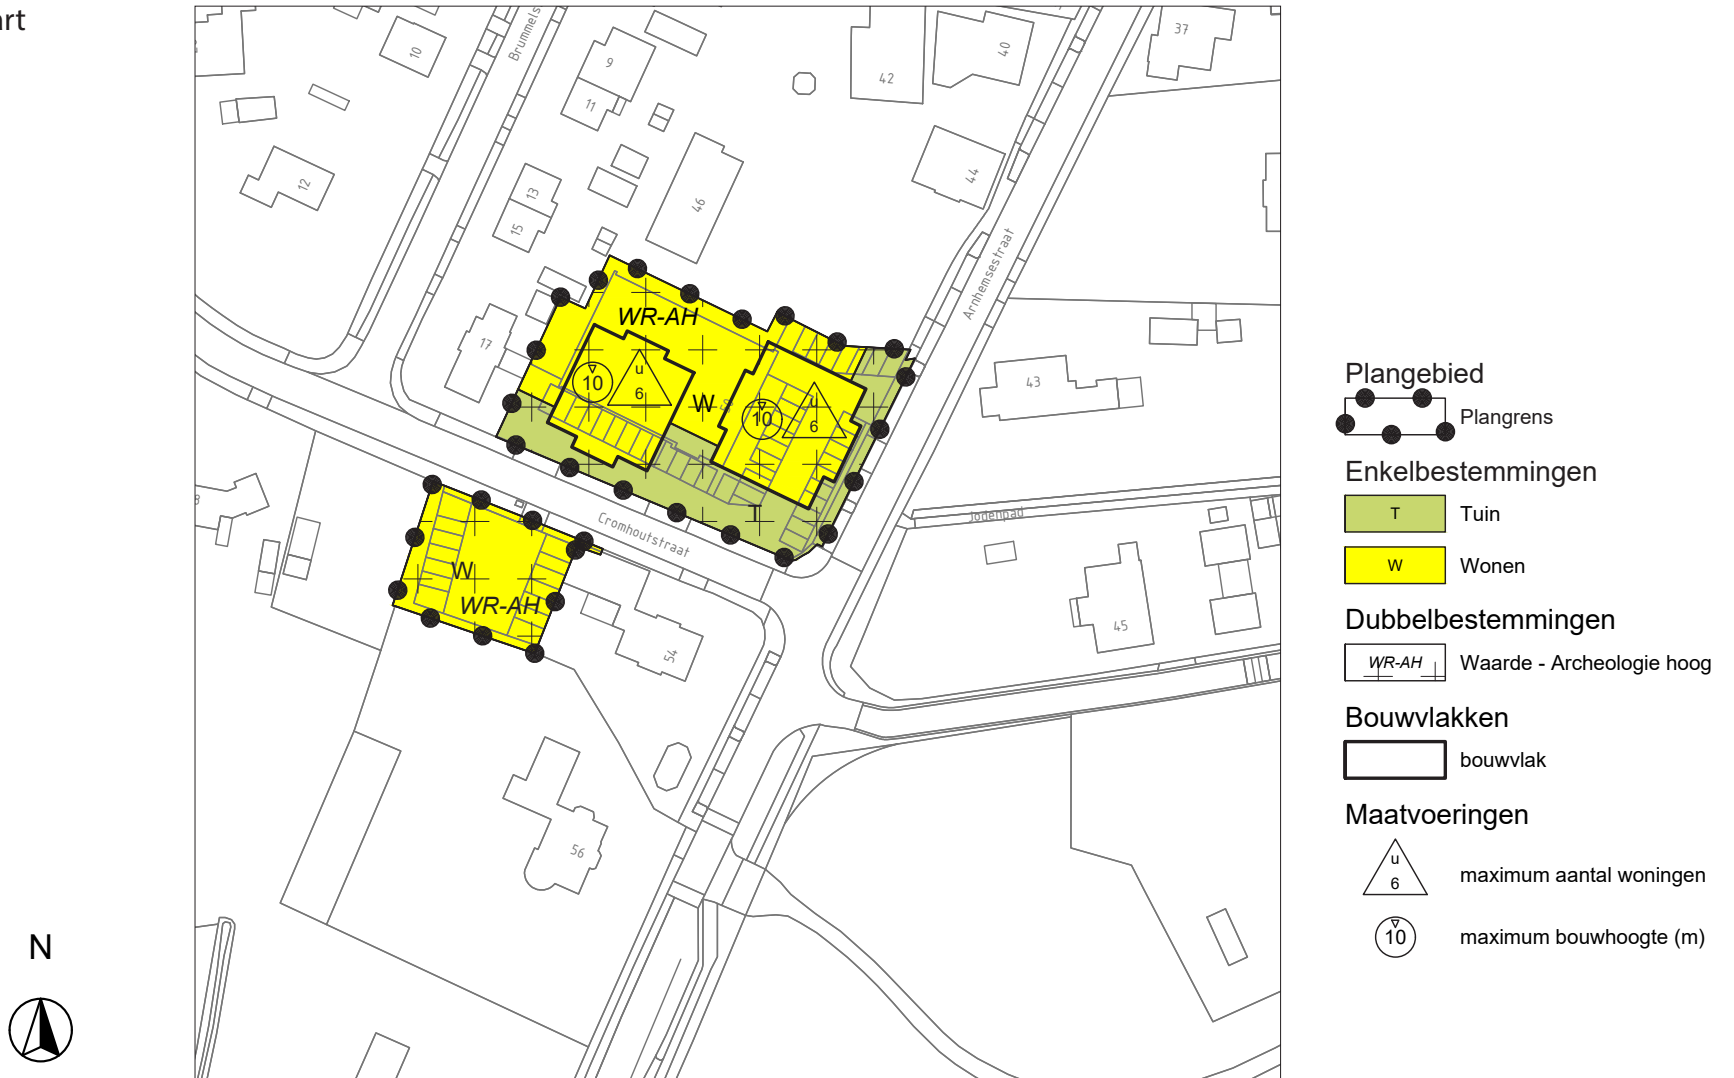 art
Brummels
37
10
9
40
42
11
12
13
44
46
15
Arnhemsestraat
WR-AH
17
u
6
10
W
u
6
10
43
T
Cromhoutstraat
Jodenpad
W
WR-AH
45
54
56
N
Plangebied
Plangrens
Enkelbestemmingen
T Tuin
W Wonen
Dubbelbestemmingen
WR-AH Waarde - Archeologie hoog
Bouwvlakken
bouwvlak
Maatvoeringen
u
6 maximum aantal woningen
10 maximum bouwhoogte (m)